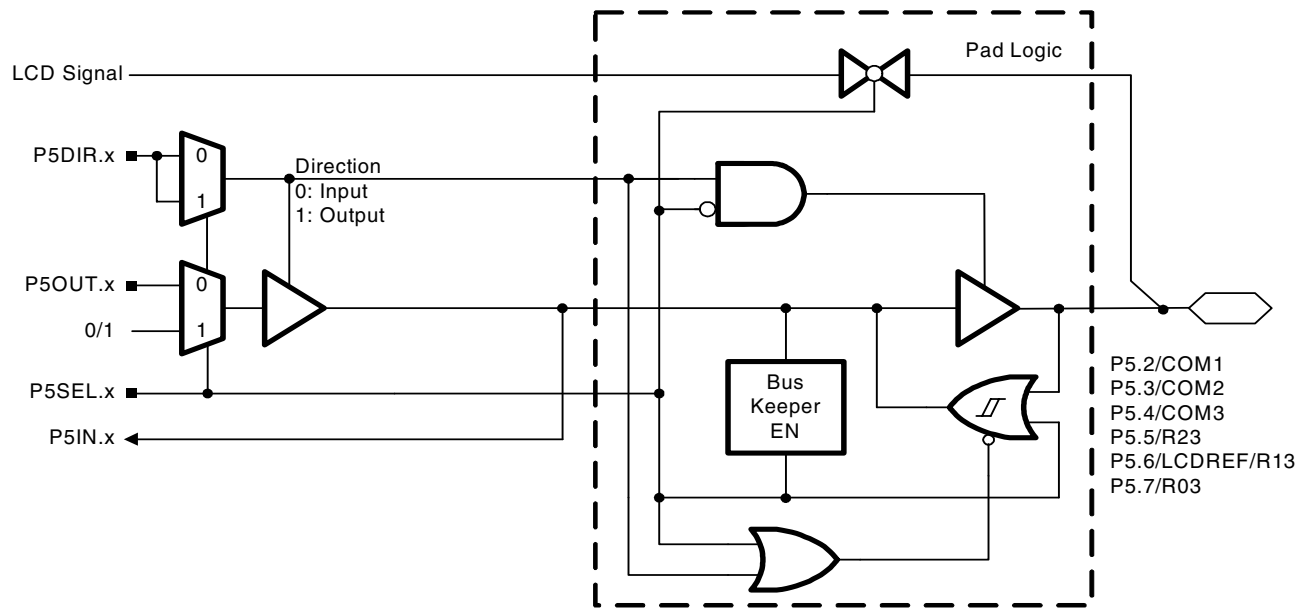 Pad Logic
LCD Signal
P5DIR.x
0
1
Direction
0: Input
1: Output
P5OUT.x
0
0/1
1
P5SEL.x
P5IN.x
Bus
Keeper
EN
P5.2/COM1
P5.3/COM2
P5.4/COM3
P5.5/R23
P5.6/LCDREF/R13
P5.7/R03